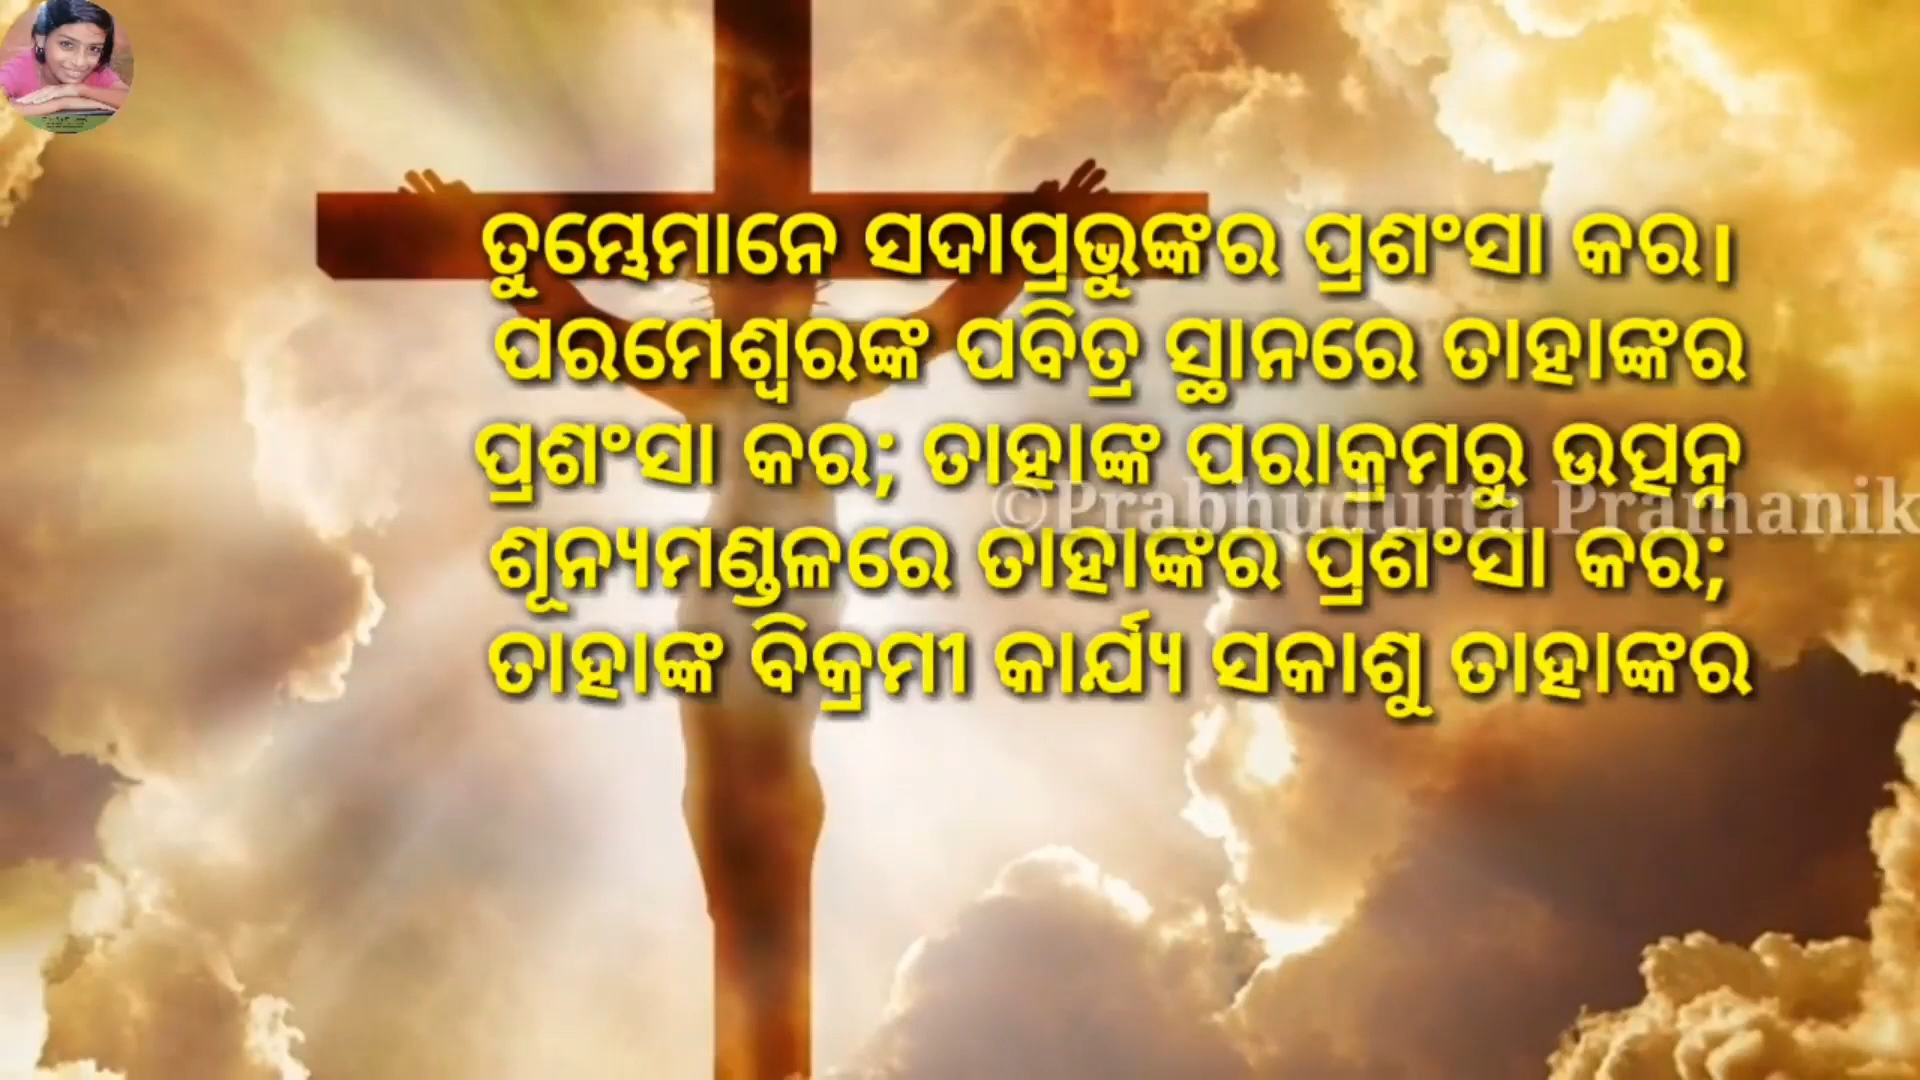 ତୁମ୍ଭେମାନେ ସଦାପ୍ରଭୁଙ୍କର ପ୍ରଶଂସା କର।
ପରମେଶ୍ୱରଙ୍କ ପବିତ୍ର ସ୍ଥାନରେ ତାହାଙ୍କର
ପ୍ରଶଂସା କର; ତାହାଙ୍କ ପରାକ୍ରମରୁ ଉତ୍ପନ୍ନ
©Prabhudutta Pramanik
ଶୂନ୍ୟମଣ୍ଡଳରେ ତାହାଙ୍କର ପ୍ରଶଂସା କର;
ତାହାଙ୍କ ବିକ୍ରମୀ କାର୍ଯ୍ୟ ସକାଶୁ ତାହାଙ୍କର